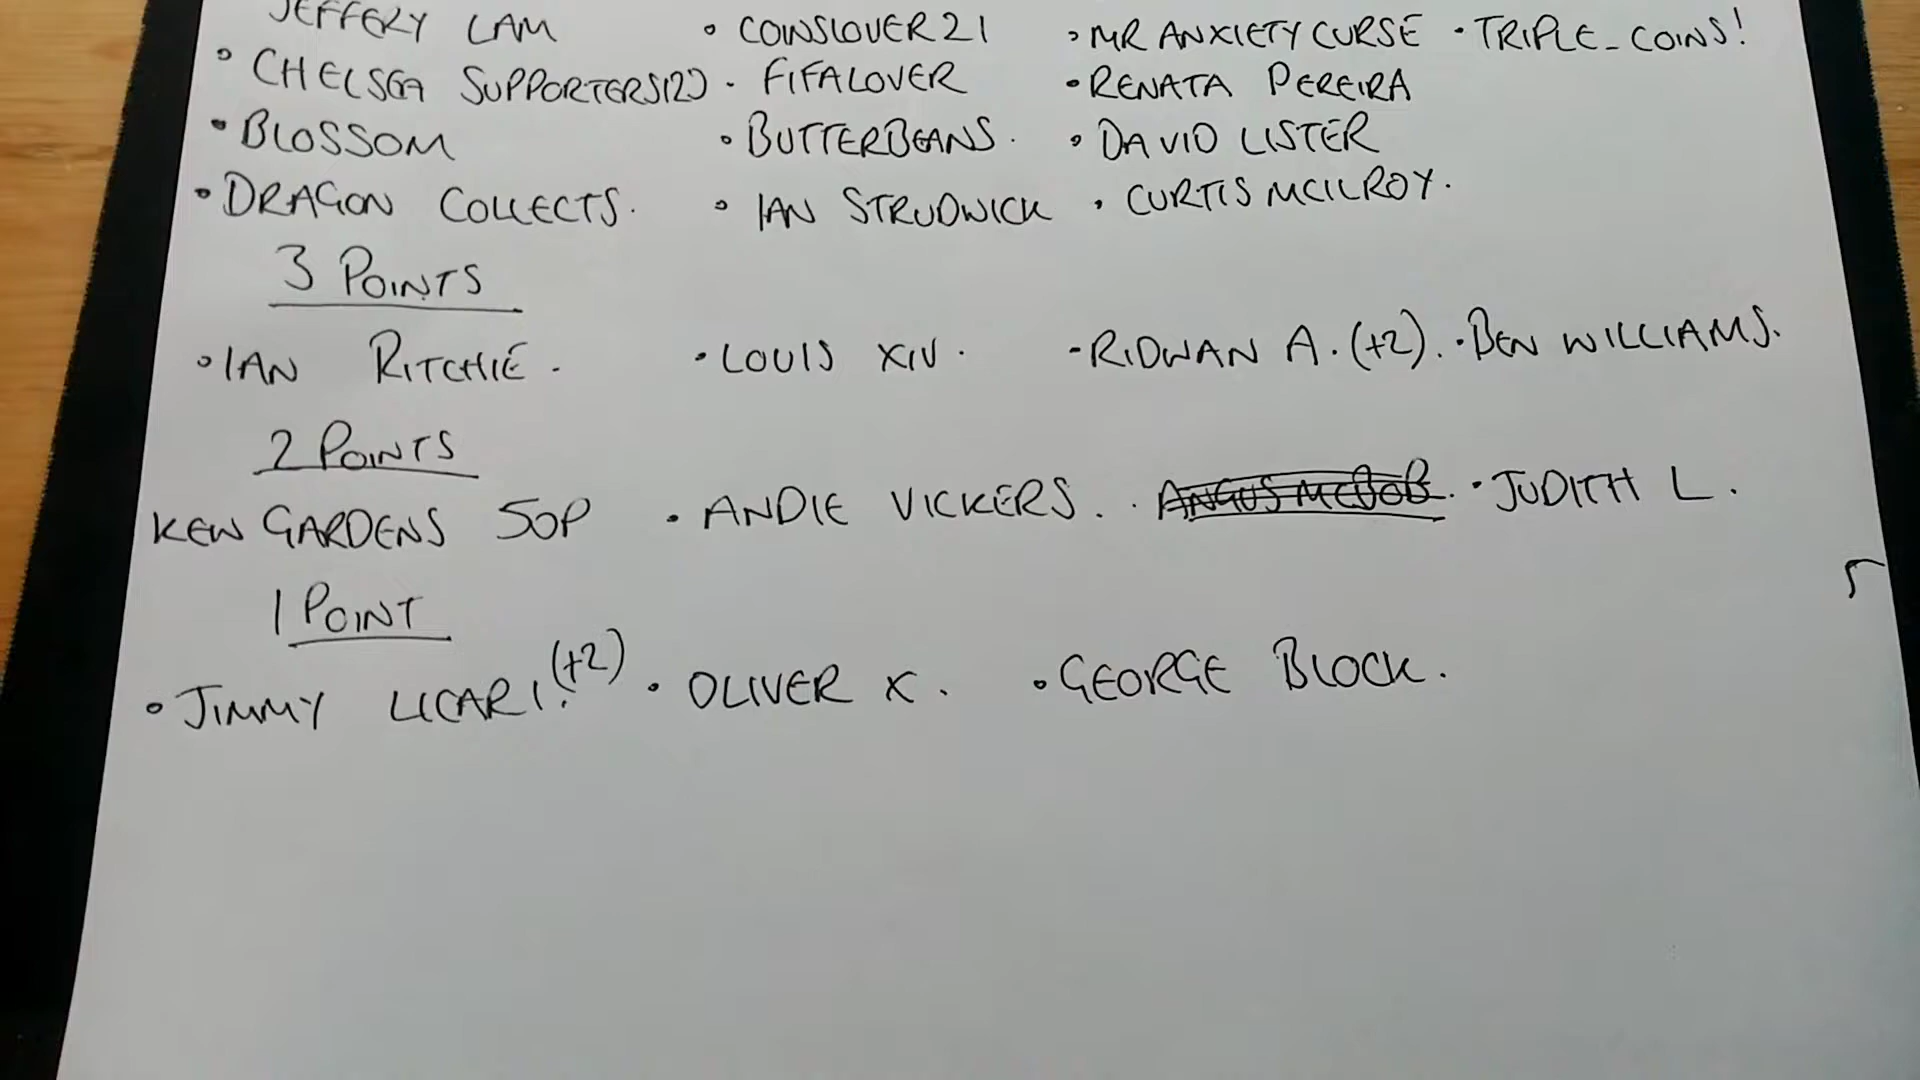 JEFFERY LAM • COINSLOVER21 • MR ANXIETY CURSE • TRIPLE_COINS!
• CHELSEA SUPPORTERS(2) • FIFALOVER • RENATA PEREIRA
• BLOSSOM • BUTTERBEANS. • DAVID LISTER
• DRAGON COLLECTS. • IAN STRUDWICK • CURTIS MCILROY.
3 POINTS
• IAN RITCHIE. • LOUIS XIV. - RIDWAN A. (+2). • BEN WILLIAMS.
2 POINTS
KEW GARDENS 50P • ANDIE VICKERS. • JUDITH L.
1 POINT
• JIMMY LICARI. (+2) • OLIVER X. • GEORGE BLOCK.